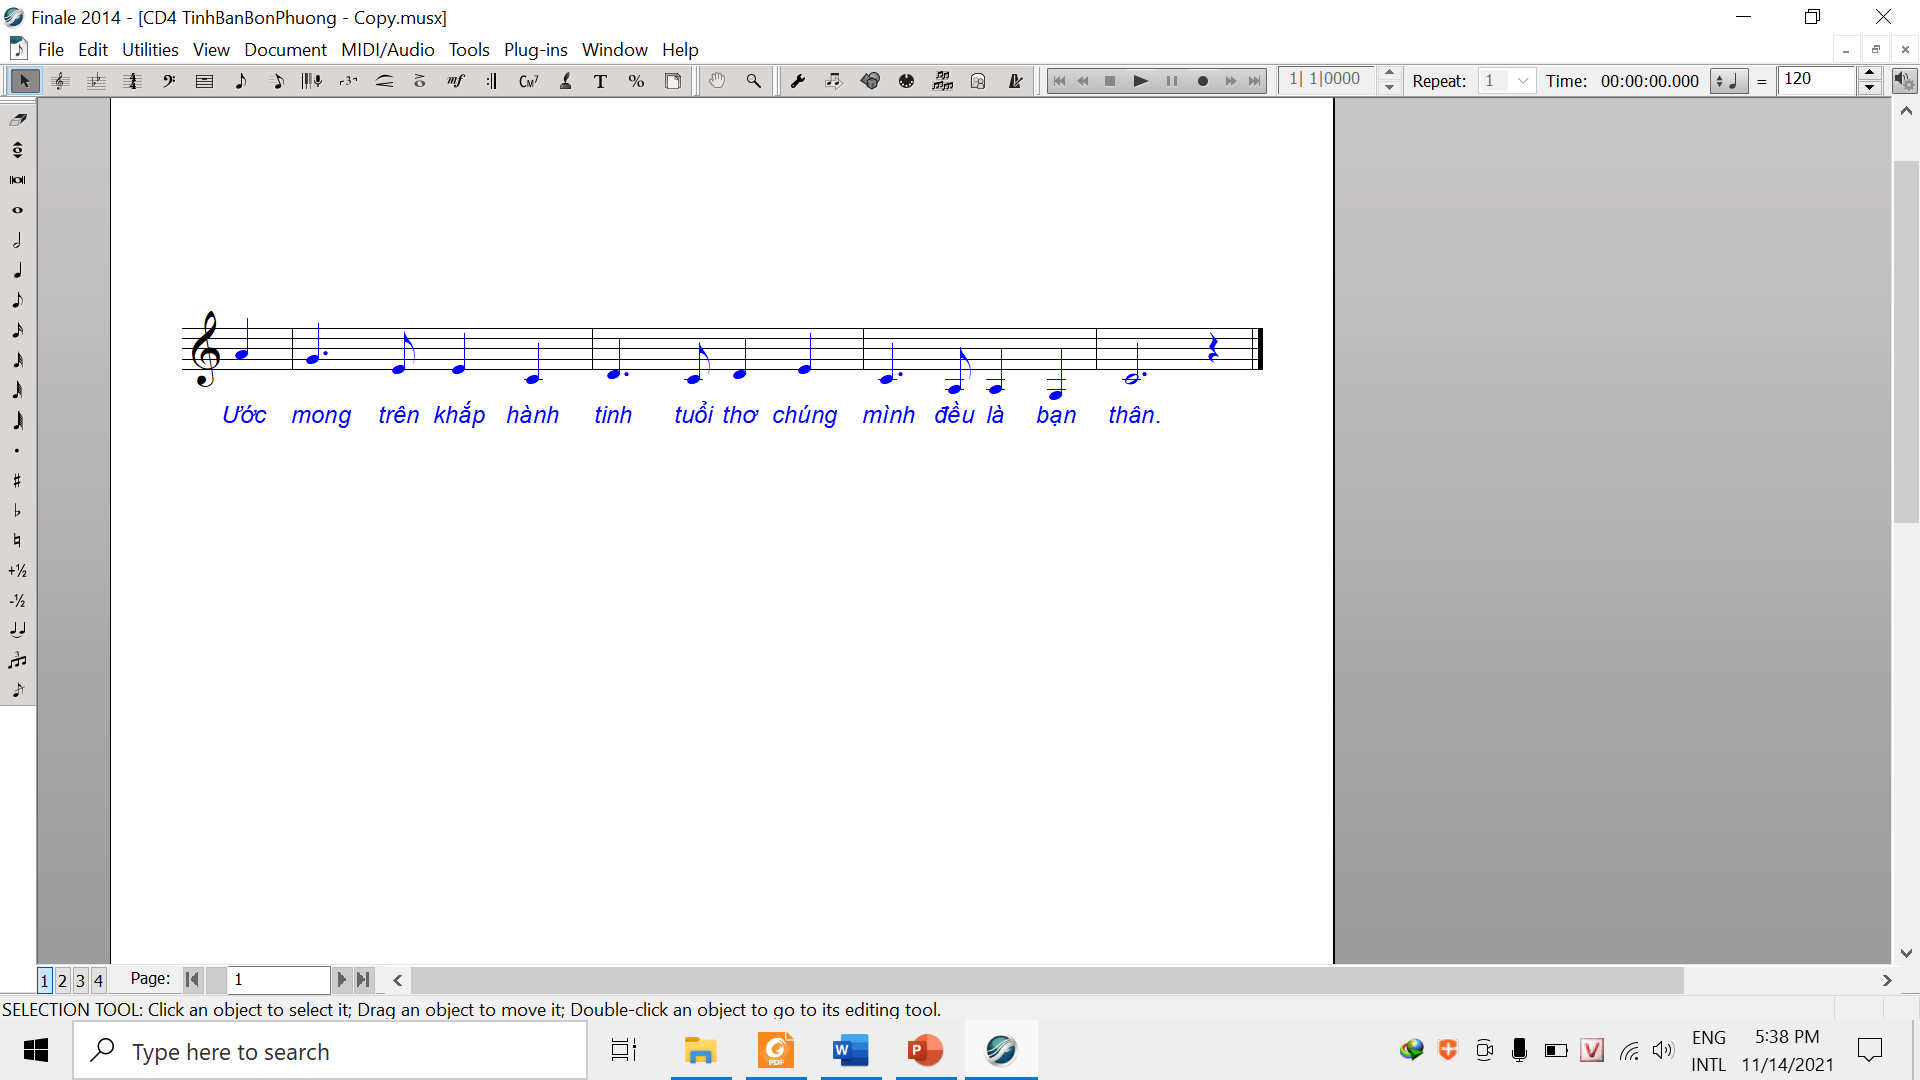 Finale 2014 - [CD4 TinhBanBonPhuong - Copy.musx]
File Edit Utilities View Document MIDI/Audio Tools Plug-ins Window Help
1| 1|0000 Repeat: 1 Time: 00:00:00.000 = 120
Ước mong trên khắp hành tinh tuổi thơ chúng mình đều là bạn thân.
+½
-½
1 2 3 4 Page: 1
SELECTION TOOL: Click an object to select it; Drag an object to move it; Double-click an object to go to its editing tool.
Type here to search
ENG 5:38 PM
INTL 11/14/2021